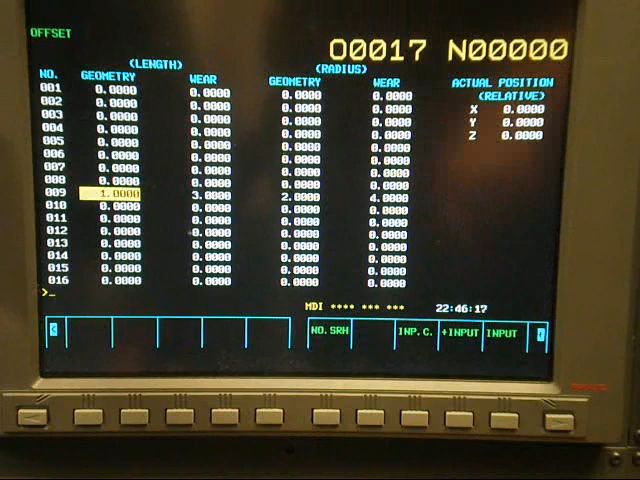 OFFSET
O0017 N00000
(LENGTH) (RADIUS)
NO. GEOMETRY WEAR GEOMETRY WEAR ACTUAL POSITION
(RELATIVE)
001 0.0000 0.0000 0.0000 0.0000 X 0.0000
002 0.0000 0.0000 0.0000 0.0000 Y 0.0000
003 0.0000 0.0000 0.0000 0.0000 Z 0.0000
004 0.0000 0.0000 0.0000 0.0000
005 0.0000 0.0000 0.0000 0.0000
006 0.0000 0.0000 0.0000 0.0000
007 0.0000 0.0000 0.0000 0.0000
008 0.0000 0.0000 0.0000 0.0000
009 1.0000 3.0000 2.0000 4.0000
010 0.0000 0.0000 0.0000 0.0000
011 0.0000 0.0000 0.0000 0.0000
012 0.0000 0.0000 0.0000 0.0000
013 0.0000 0.0000 0.0000 0.0000
014 0.0000 0.0000 0.0000 0.0000
015 0.0000 0.0000 0.0000 0.0000
016 0.0000 0.0000 0.0000 0.0000
>_
MDI **** *** *** 22:46:17
< NO.SRH INP.C. +INPUT INPUT